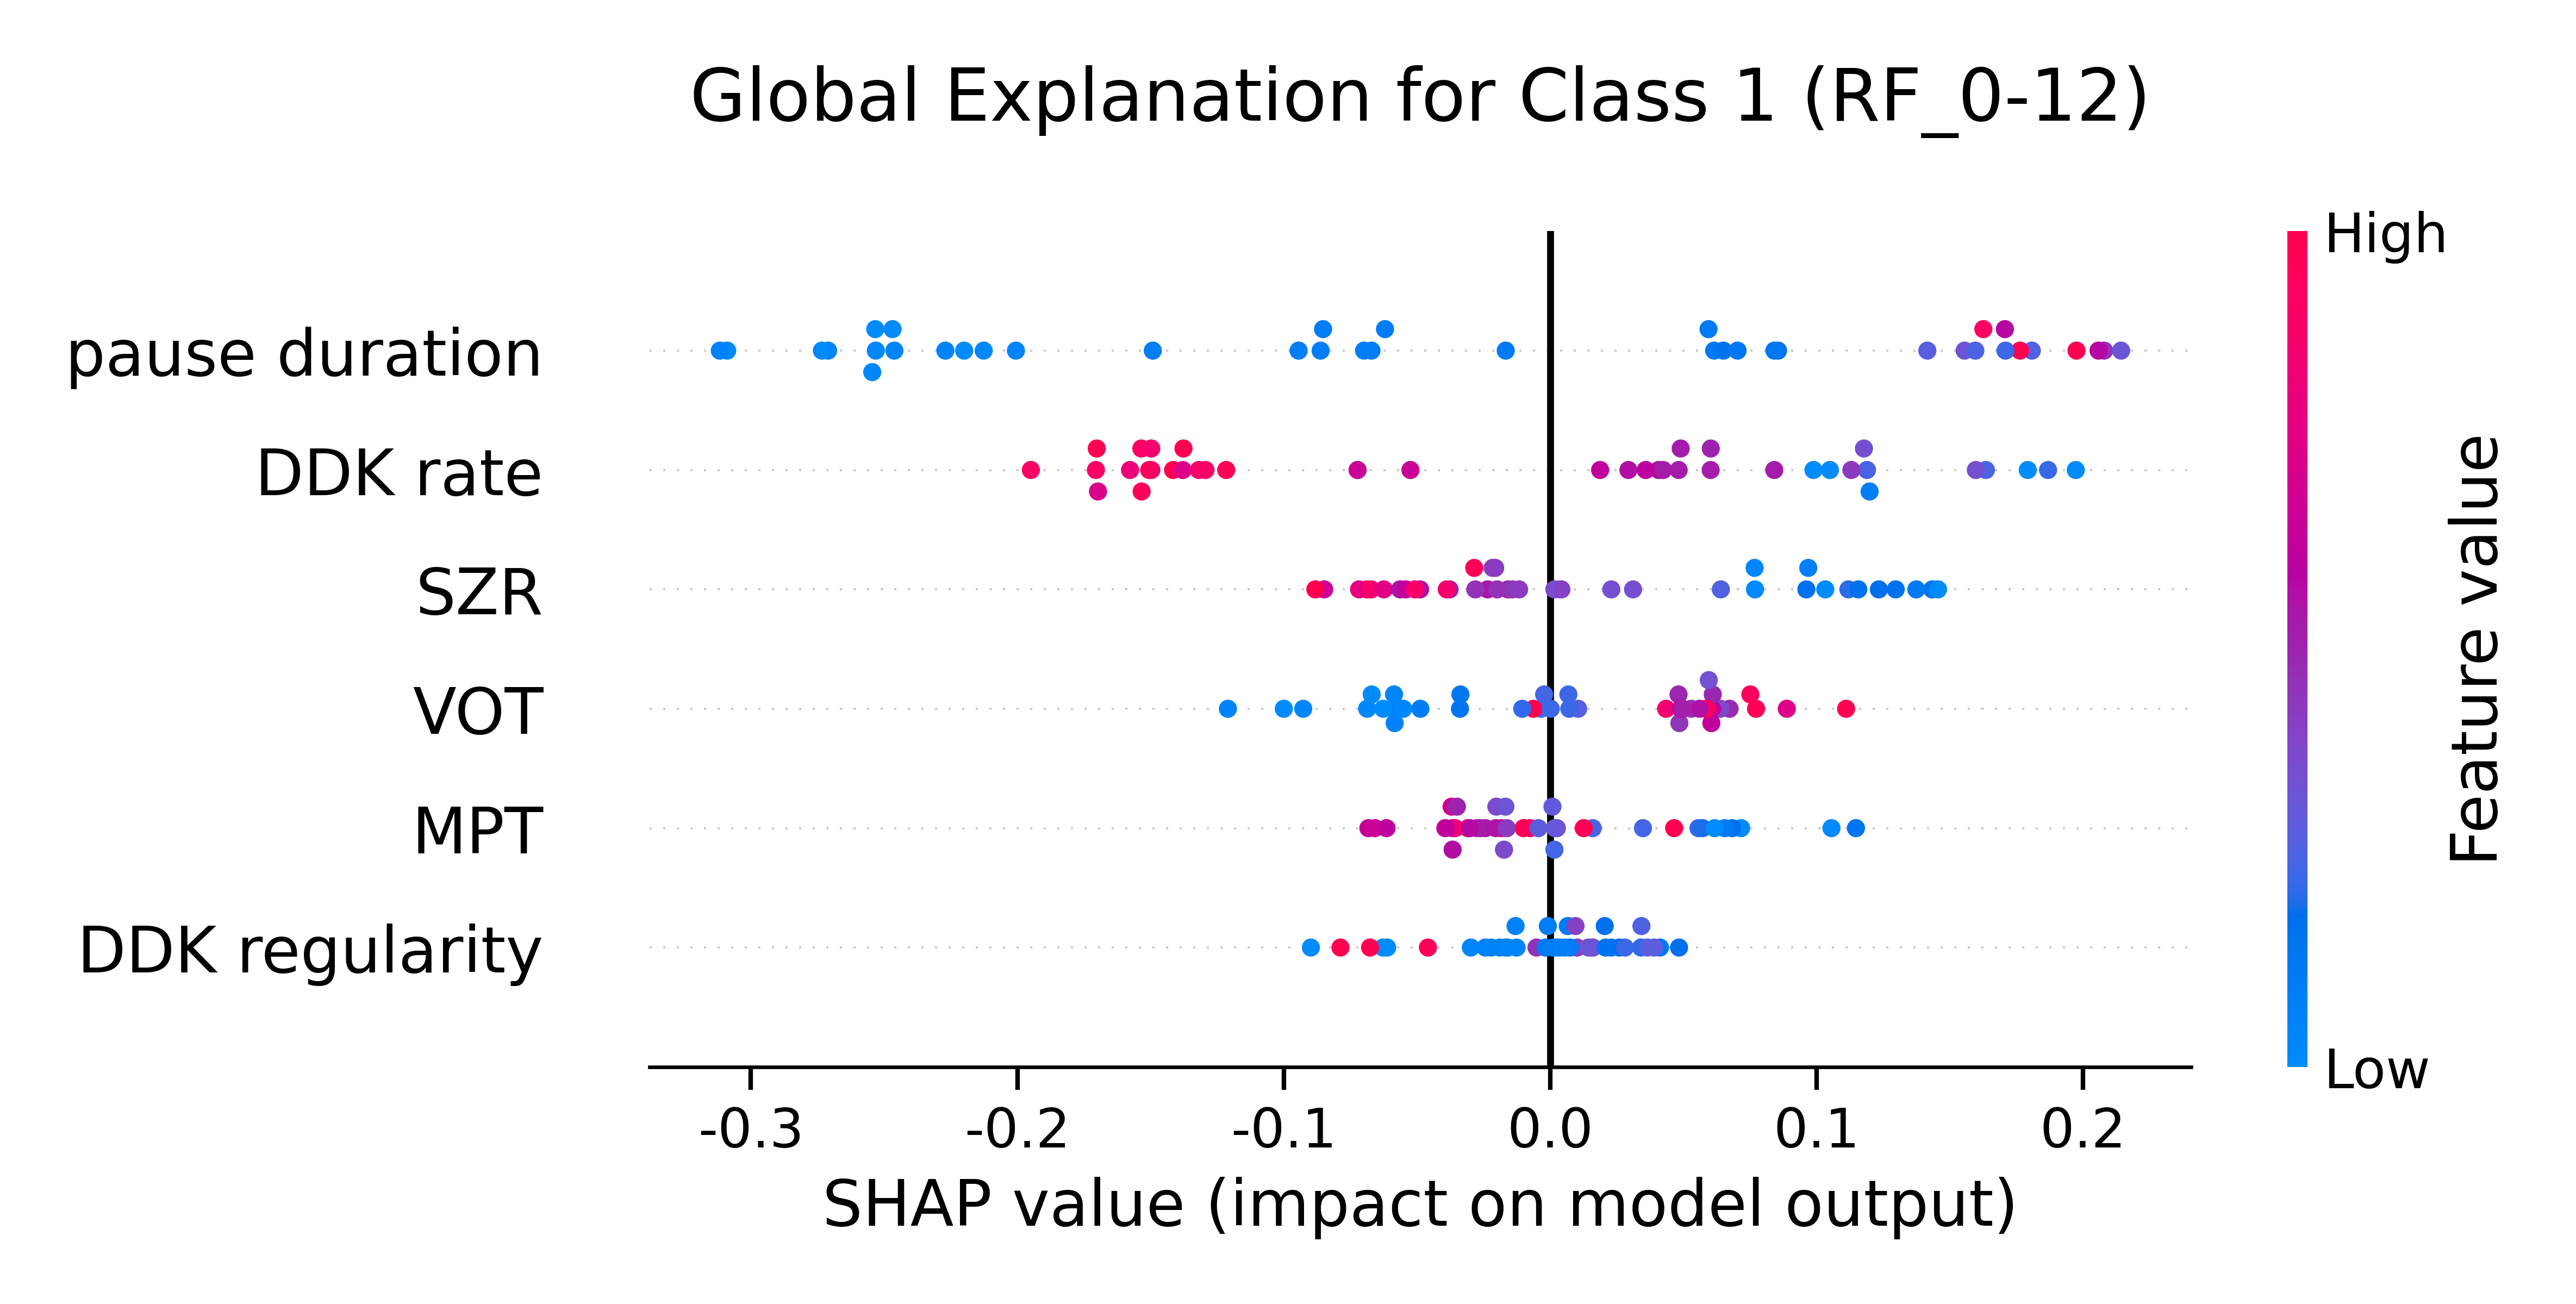 Global Explanation for Class 1 (RF_0-12)
High
pause duration
DDK rate
SZR
VOT
MPT
DDK regularity
Feature value
Low
-0.3 -0.2 -0.1 0.0 0.1 0.2
SHAP value (impact on model output)